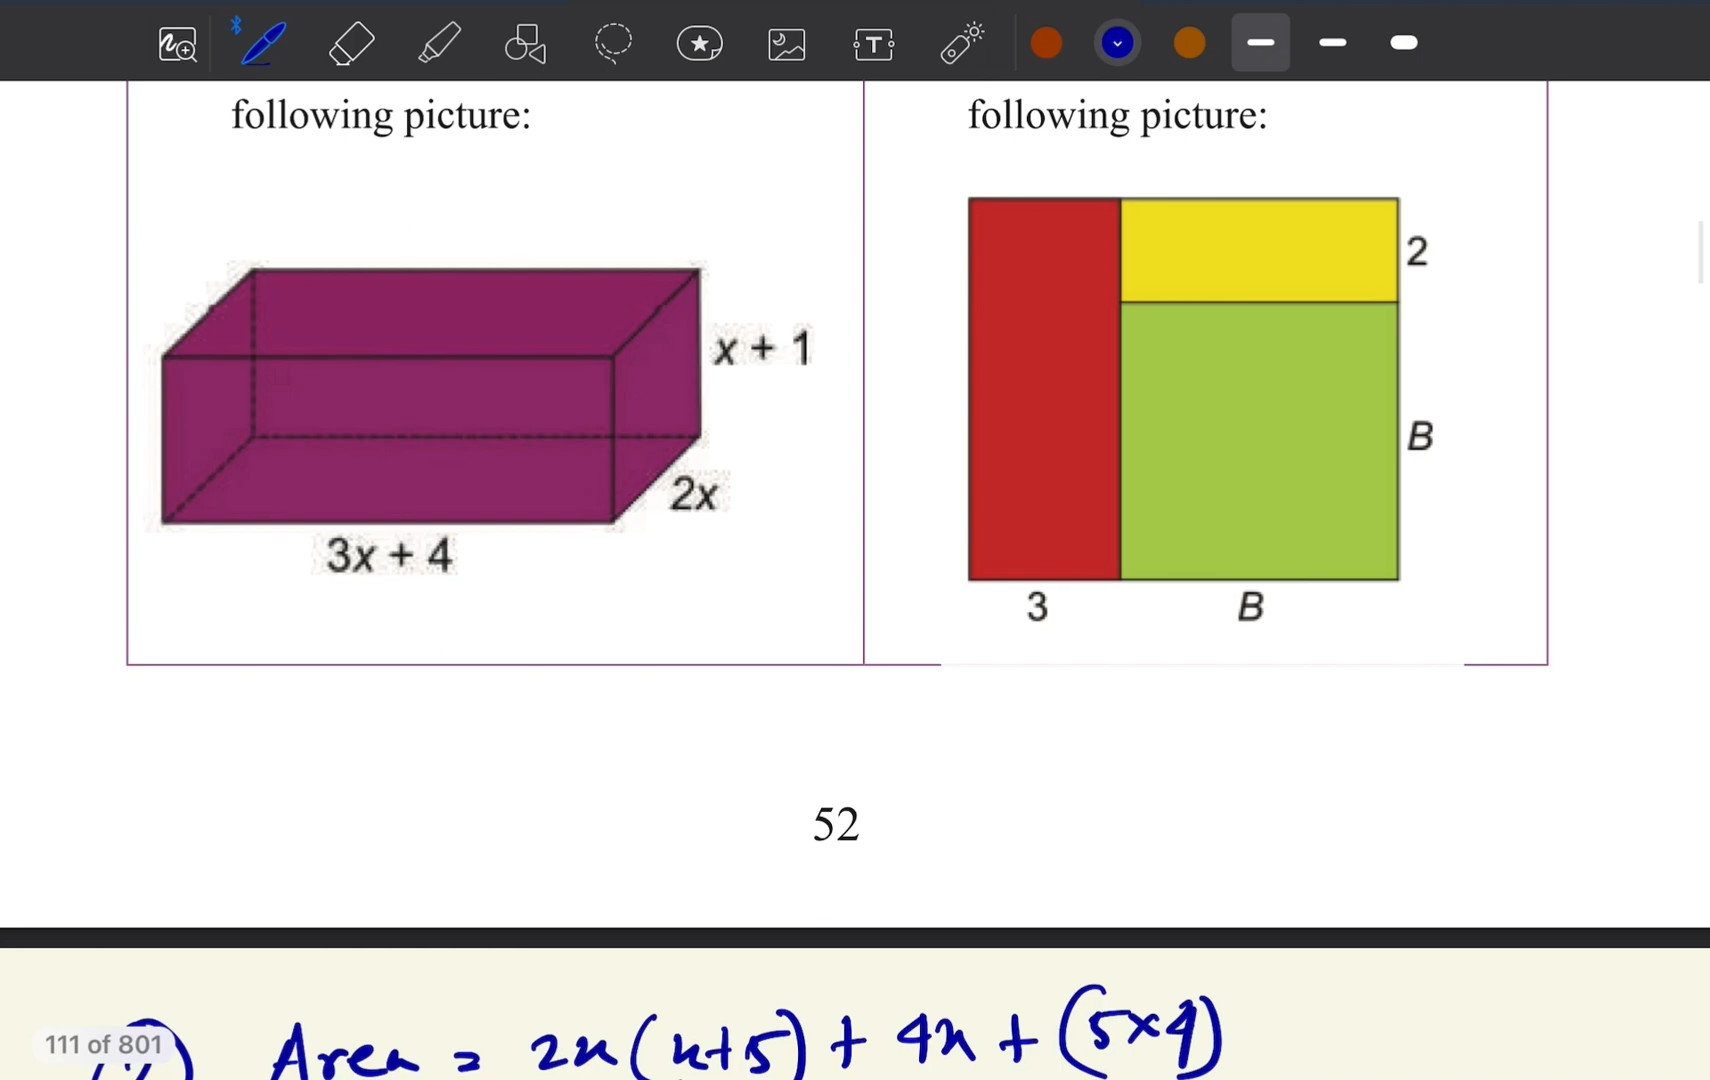 following picture:
x + 1
2x
3x + 4
following picture:
2
B
3
B
52
111 of 801
Area = 2x(x+5) + 4x + (5×4)